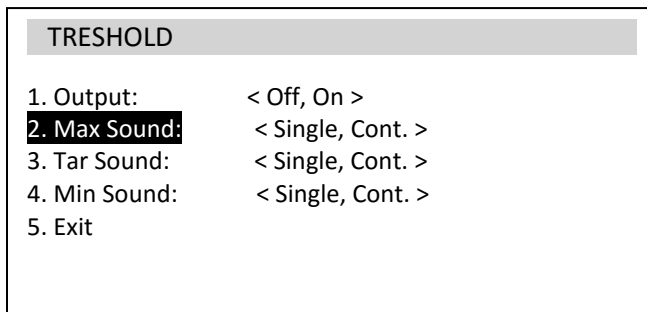 TRESHOLD
1. Output: < Off, On >
2. Max Sound: < Single, Cont. >
3. Tar Sound: < Single, Cont. >
4. Min Sound: < Single, Cont. >
5. Exit